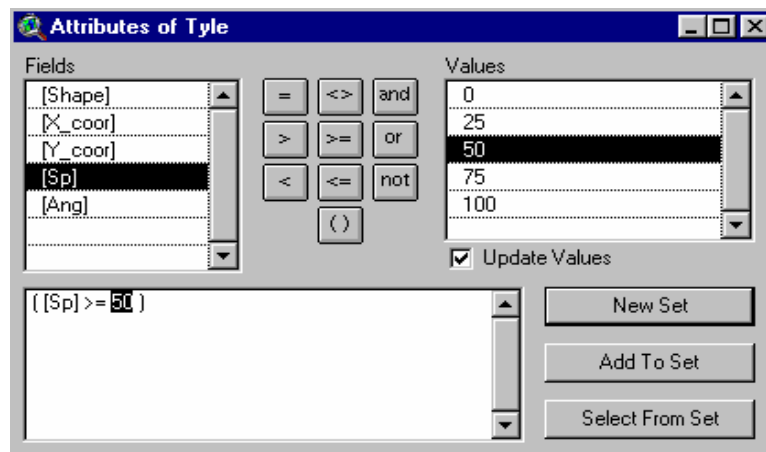 Attributes of Tyle
Fields
Values
[Shape]
[X_coor]
[Y_coor]
[Sp]
[Ang]
= <> and
> >= or
< <= not
()
0
25
50
75
100
Update Values
( [Sp] >= 50 )
New Set
Add To Set
Select From Set